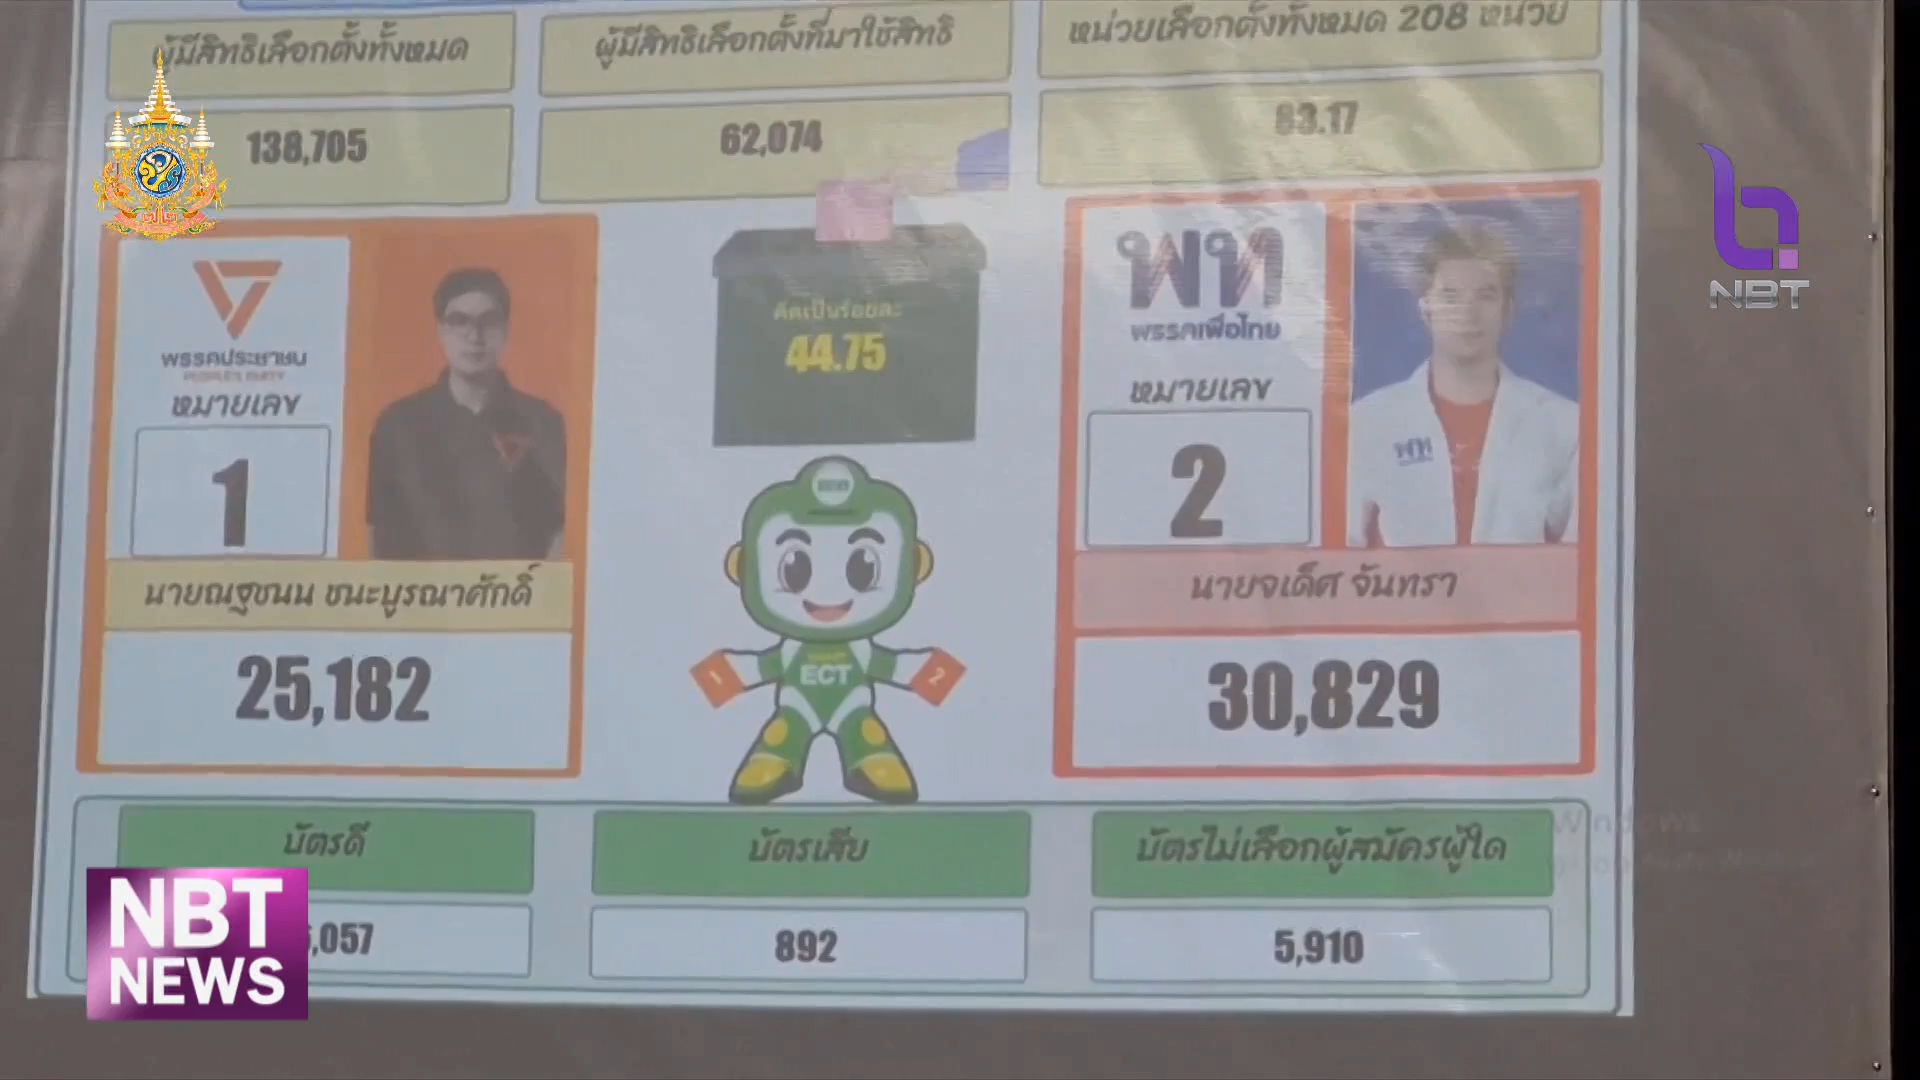 ผู้มีสิทธิเลือกตั้งทั้งหมด
ผู้มีสิทธิเลือกตั้งที่มาใช้สิทธิ
หน่วยเลือกตั้งทั้งหมด 208 หน่วย
138,705
62,074
83.17
NBT
พรรคประชาชน
PEOPLE'S PARTY
หมายเลข
1
คิดเป็นร้อยละ
44.75
พท
พรรคเพื่อไทย
หมายเลข
2
พท
นายณฐชนน ชนะบูรณาศักดิ์
25,182
1
ECT
2
นายจเด็ศ จันทรา
30,829
บัตรดี
บัตรเสีย
บัตรไม่เลือกผู้สมัครผู้ใด
,057
892
5,910
Windows
NBT
NEWS